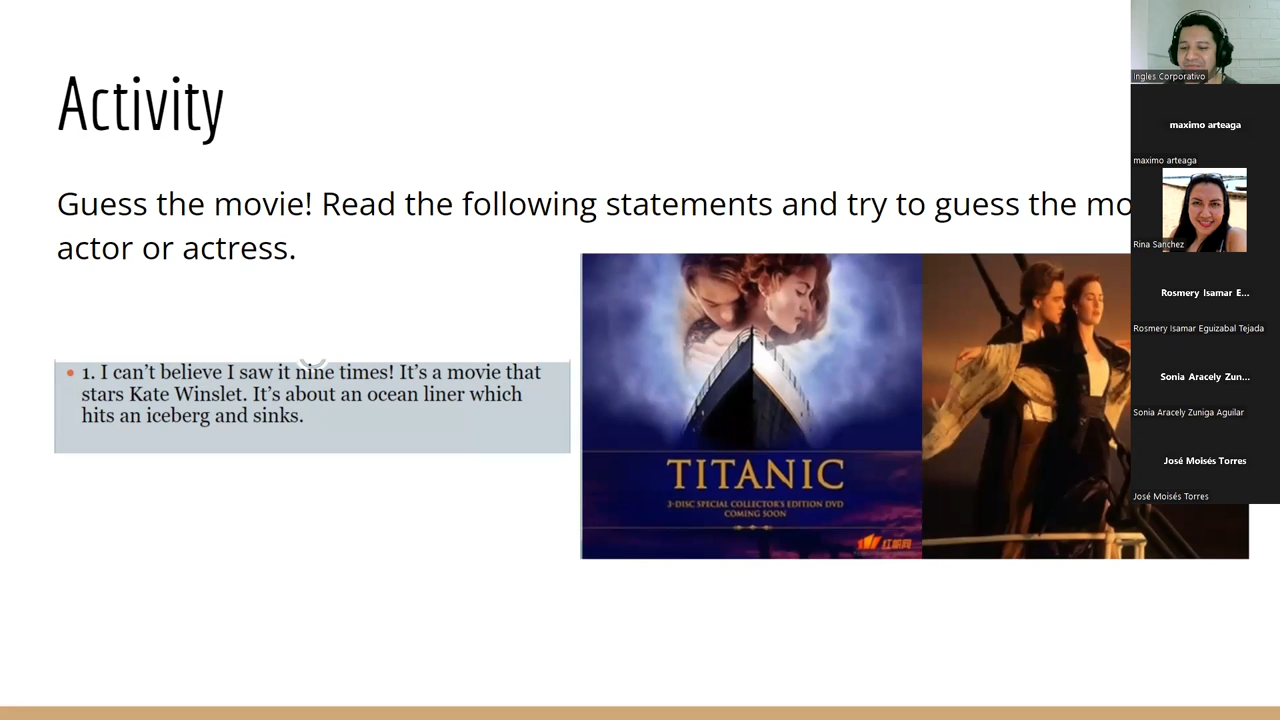 Activity
Guess the movie! Read the following statements and try to guess the mo
actor or actress.
• 1. I can't believe I saw it nine times! It's a movie that
stars Kate Winslet. It's about an ocean liner which
hits an iceberg and sinks.
TITANIC
3-DISC SPECIAL COLLECTOR'S EDITION DVD
COMING SOON
红船网
Ingles Corporativo
maximo arteaga
maximo arteaga
Rina Sanchez
Rosmery Isamar E...
Rosmery Isamar Eguizabal Tejada
Sonia Aracely Zun...
Sonia Aracely Zuniga Aguilar
José Moisés Torres
José Moisés Torres